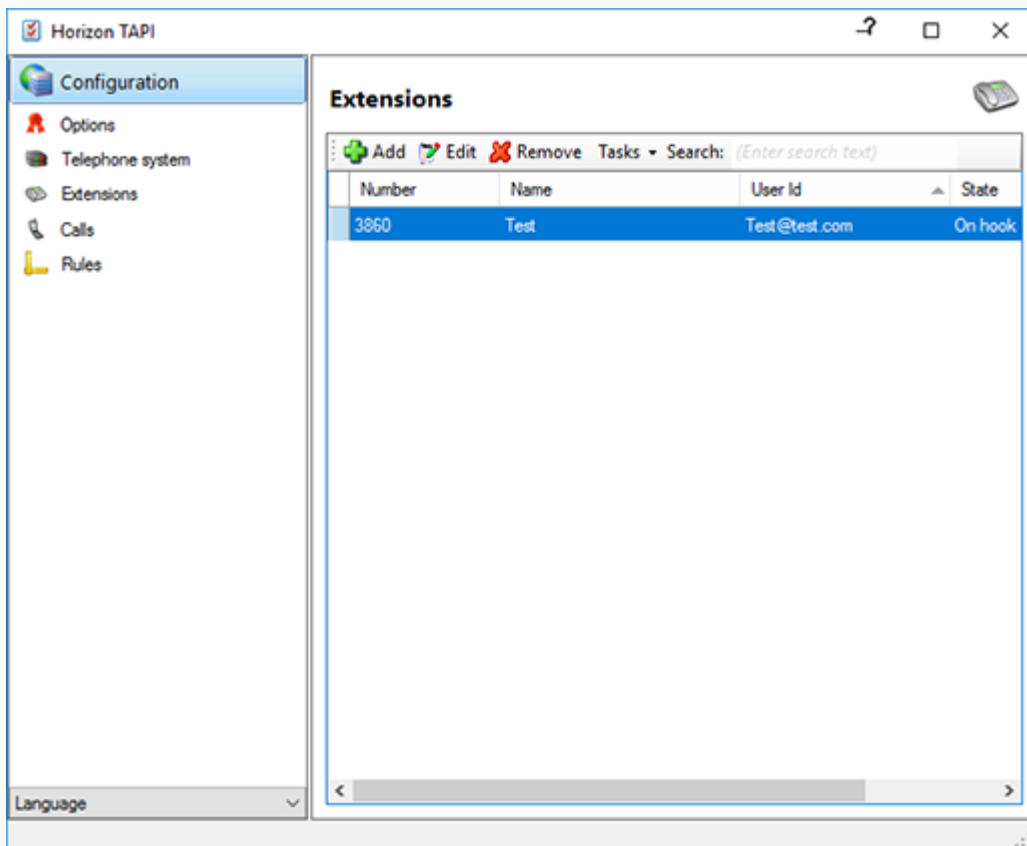 Horizon TAPI
Configuration
Options
Telephone system
Extensions
Calls
Rules
Language
Extensions
Add Edit Remove Tasks Search: (Enter search text)
Number Name User Id State
3860 Test Test@test.com On hook